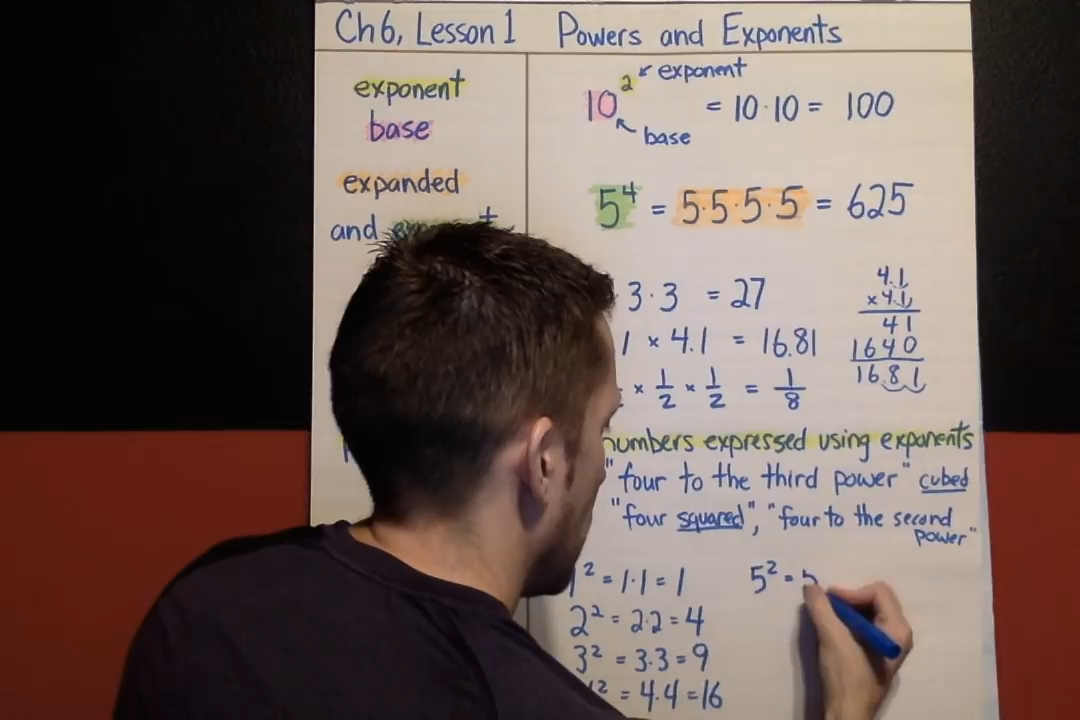 Ch 6, Lesson 1 Powers and Exponents
exponent
base
expanded
and
10² exponent = 10·10 = 100
base
5⁴ = 5·5·5·5 = 625
3·3 = 27
1 × 4.1 = 16.81
× 1/2 × 1/2 = 1/8
4.1
× 4.1
41
1640
16.81
numbers expressed using exponents
"four to the third power" cubed
"four squared", "four to the second power"
1² = 1·1 = 1
2² = 2·2 = 4
3² = 3·3 = 9
² = 4·4 = 16
5² = 5